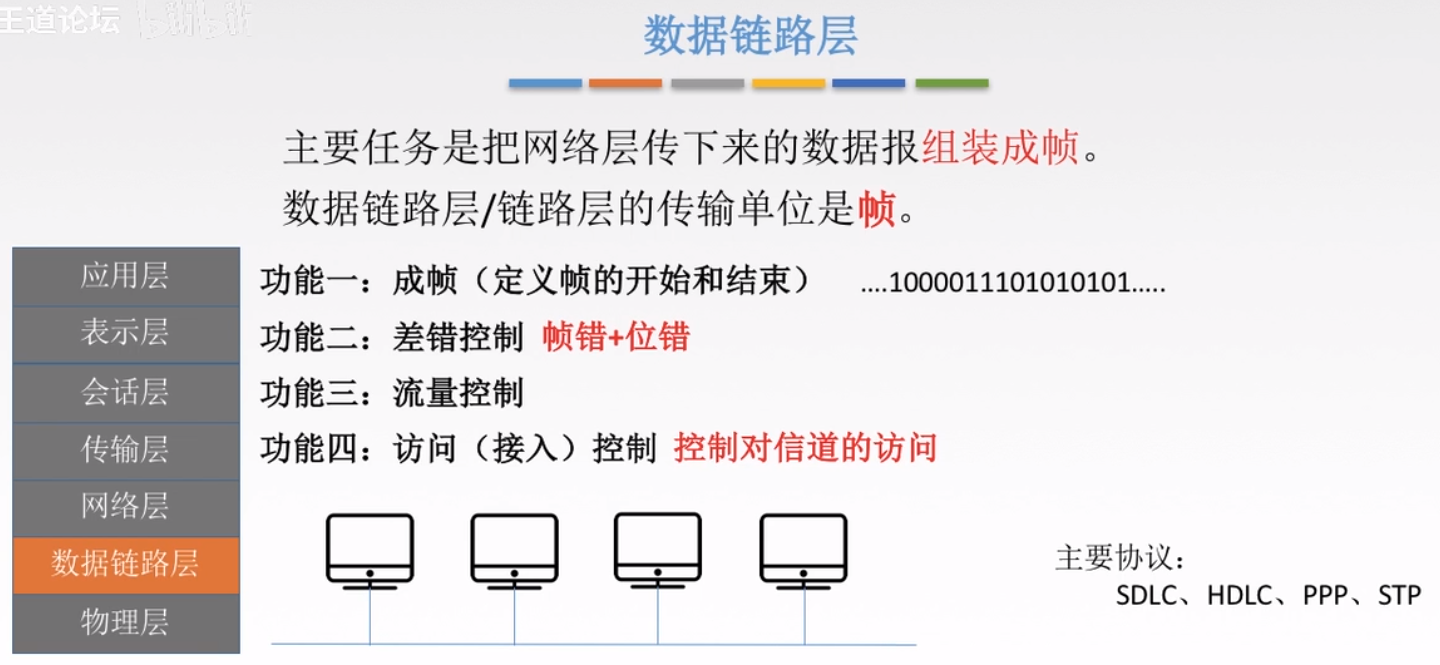 王道论坛 bilibili
数据链路层
主要任务是把网络层传下来的数据报组装成帧。
数据链路层/链路层的传输单位是帧。
应用层
表示层
会话层
传输层
网络层
数据链路层
物理层
功能一：成帧（定义帧的开始和结束） ....1000011101010101.....
功能二：差错控制 帧错+位错
功能三：流量控制
功能四：访问（接入）控制 控制对信道的访问
主要协议：
SDLC、HDLC、PPP、STP